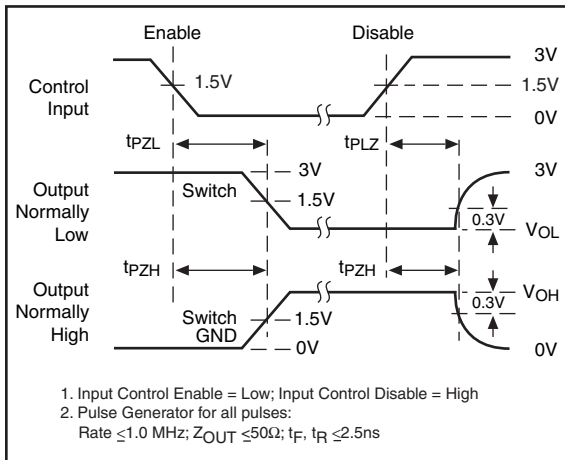 Enable Disable
Control Input
1.5V
3V
1.5V
0V
tPZL
tPLZ
Output Normally Low
Switch
3V
1.5V
3V
0.3V
VOL
tPZH
tPZH
Output Normally High
Switch GND
1.5V
0V
VOH
0.3V
0V
1. Input Control Enable = Low; Input Control Disable = High
2. Pulse Generator for all pulses:
Rate ≤1.0 MHz; ZOUT ≤50Ω; tF, tR ≤2.5ns